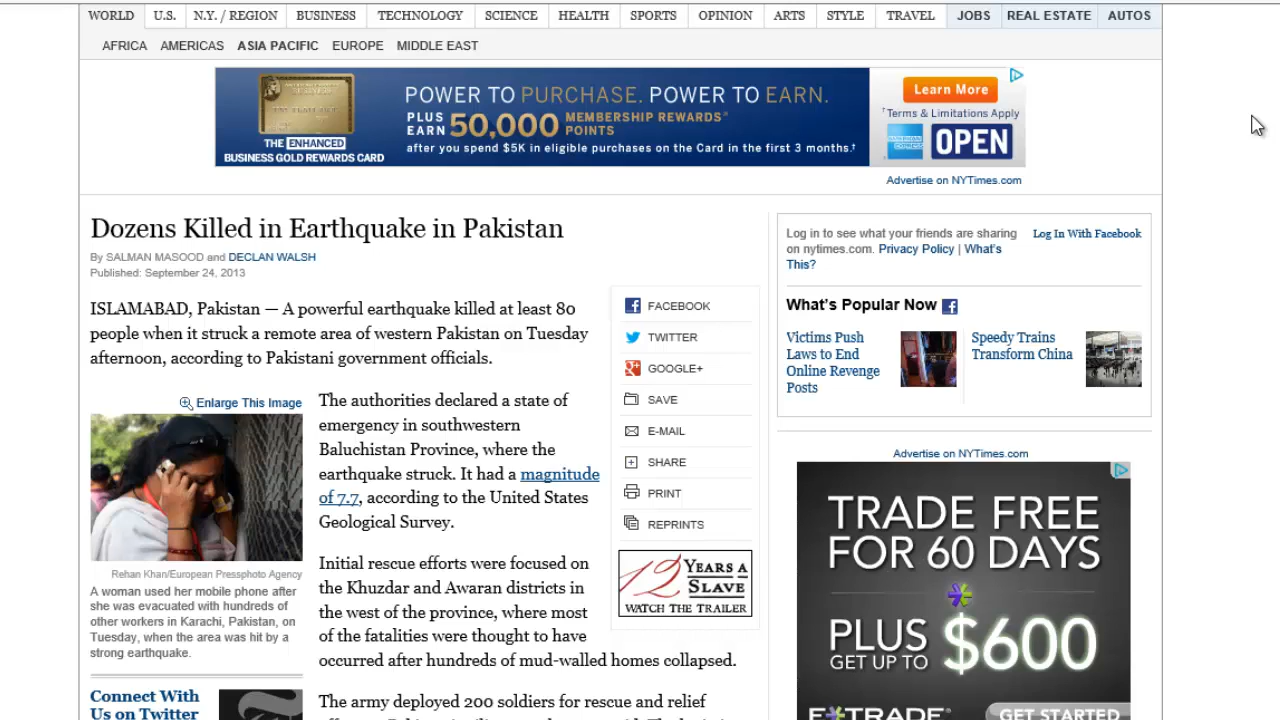 WORLD U.S. N.Y. / REGION BUSINESS TECHNOLOGY SCIENCE HEALTH SPORTS OPINION ARTS STYLE TRAVEL JOBS REAL ESTATE AUTOS
AFRICA AMERICAS ASIA PACIFIC EUROPE MIDDLE EAST
THE ENHANCED
BUSINESS GOLD REWARDS CARD
POWER TO PURCHASE. POWER TO EARN.
PLUS
EARN 50,000 MEMBERSHIP REWARDS®
POINTS
after you spend $5K in eligible purchases on the Card in the first 3 months.†
Learn More
†Terms & Limitations Apply
OPEN
Advertise on NYTimes.com
Dozens Killed in Earthquake in Pakistan
By SALMAN MASOOD and DECLAN WALSH
Published: September 24, 2013
ISLAMABAD, Pakistan — A powerful earthquake killed at least 80
people when it struck a remote area of western Pakistan on Tuesday
afternoon, according to Pakistani government officials.
Enlarge This Image
Rehan Khan/European Pressphoto Agency
A woman used her mobile phone after
she was evacuated with hundreds of
other workers in Karachi, Pakistan, on
Tuesday, when the area was hit by a
strong earthquake.
Connect With
Us on Twitter
The authorities declared a state of
emergency in southwestern
Baluchistan Province, where the
earthquake struck. It had a magnitude
of 7.7, according to the United States
Geological Survey.
Initial rescue efforts were focused on
the Khuzdar and Awaran districts in
the west of the province, where most
of the fatalities were thought to have
occurred after hundreds of mud-walled homes collapsed.
The army deployed 200 soldiers for rescue and relief
FACEBOOK
TWITTER
GOOGLE+
SAVE
E-MAIL
SHARE
PRINT
REPRINTS
12 YEARS A
SLAVE
WATCH THE TRAILER
Log in to see what your friends are sharing
on nytimes.com. Privacy Policy | What's
This?
Log In With Facebook
What's Popular Now
Victims Push
Laws to End
Online Revenge
Posts
Speedy Trains
Transform China
Advertise on NYTimes.com
TRADE FREE
FOR 60 DAYS
PLUS
GET UP TO $600
E*TRADE®
GET STARTED